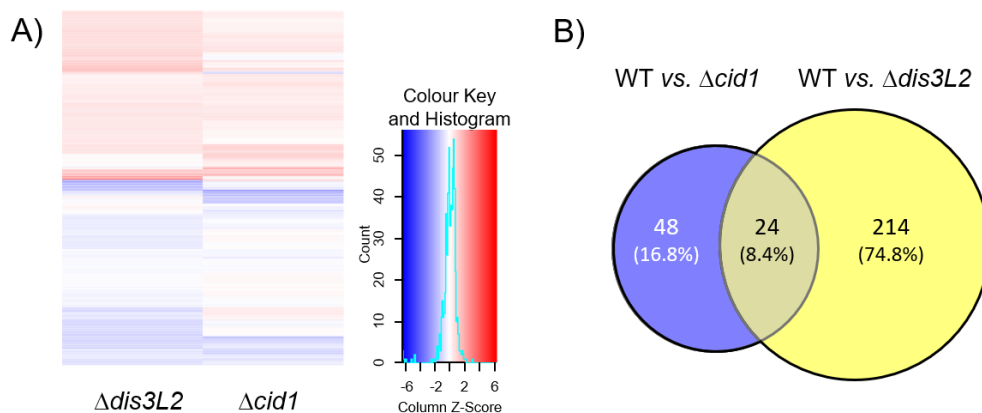 A)
B)
WT vs. Δcid1
WT vs. Δdis3L2
Colour Key
and Histogram
50
40
30
20
10
0
Count
-6
-2
2
6
Column Z-Score
Δdis3L2
Δcid1
48
(16.8%)
24
(8.4%)
214
(74.8%)